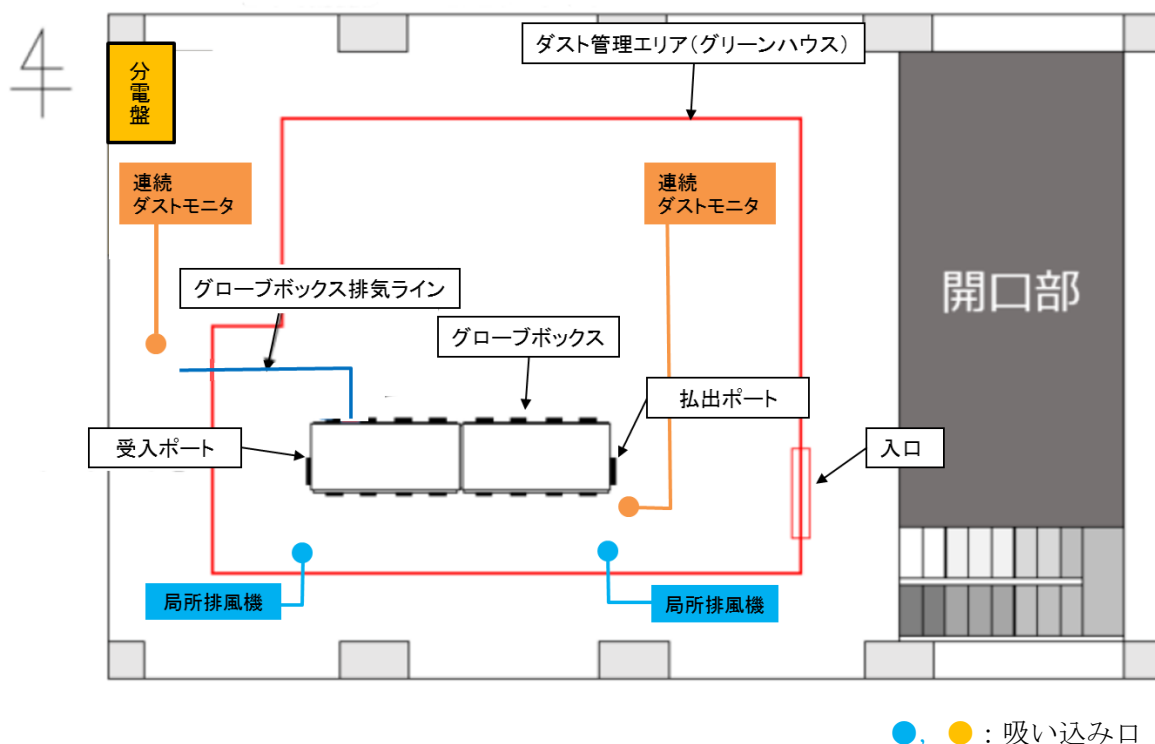 ダスト管理エリア(グリーンハウス)
分電盤
連続
ダストモニタ
連続
ダストモニタ
グローブボックス排気ライン
開口部
グローブボックス
払出ポート
受入ポート
入口
局所排風機
局所排風機
●, ●:吸い込み口